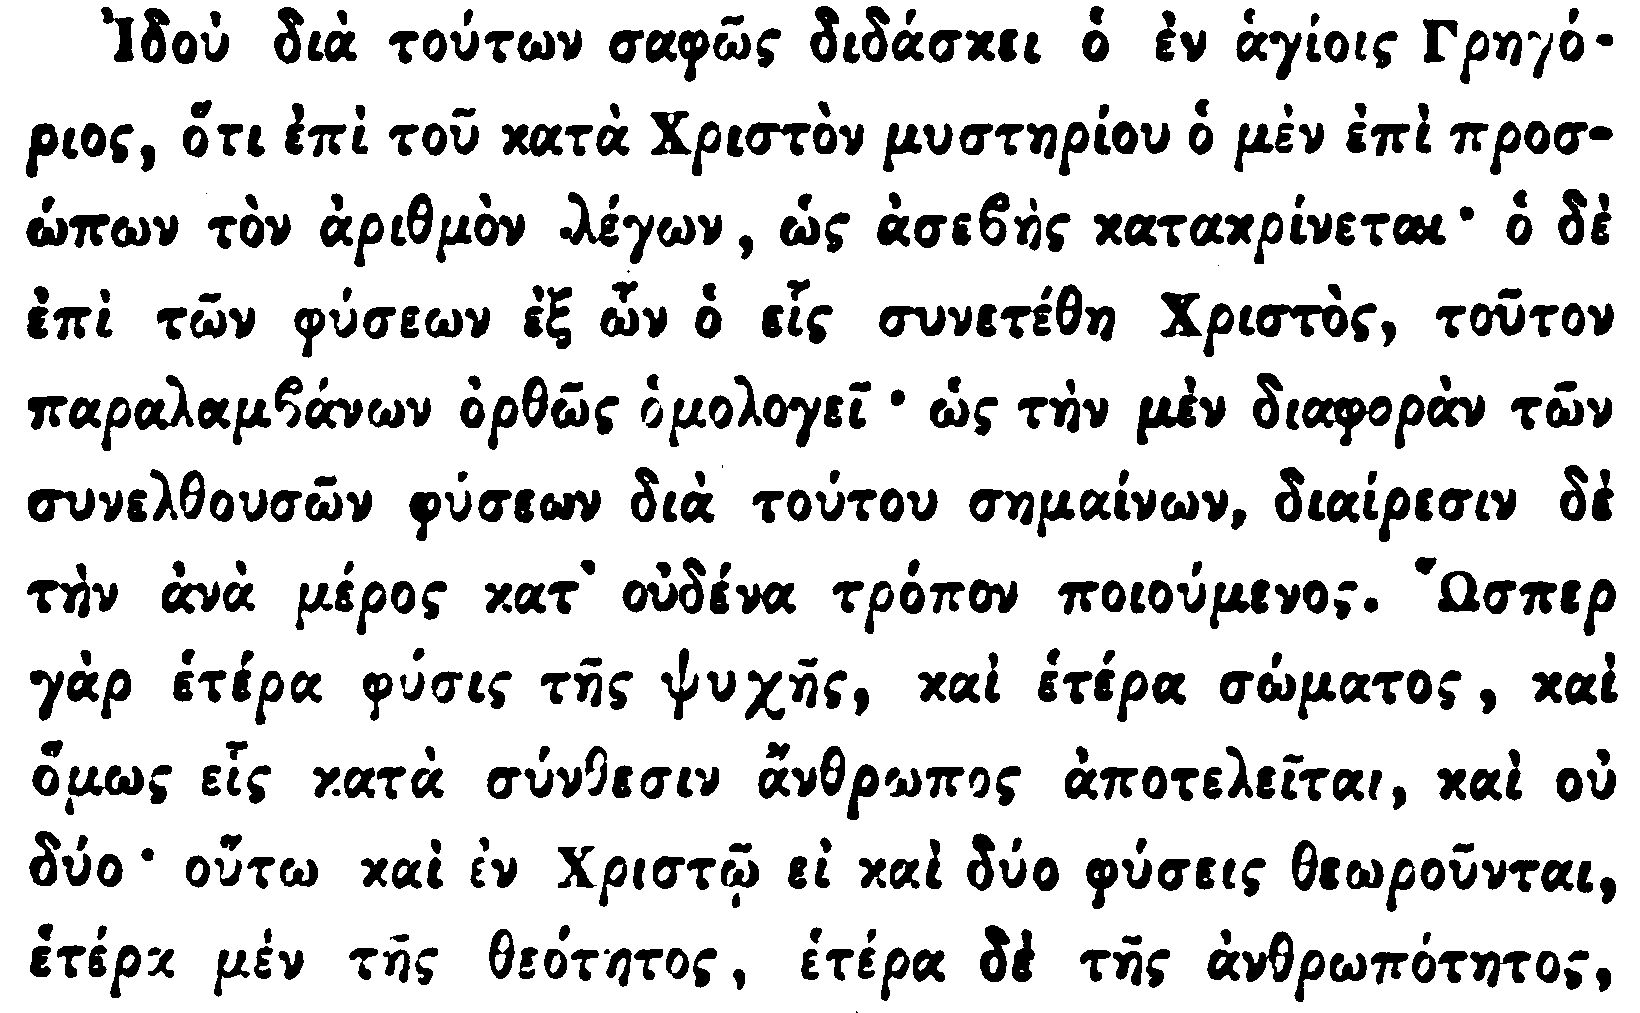 Ἰδοὺ διὰ τούτων σαφῶς διδάσκει ὁ ἐν ἁγίοις Γρηγό-
ριος, ὅτι ἐπὶ τοῦ κατὰ Χριστὸν μυστηρίου ὁ μὲν ἐπὶ προσ-
ώπων τὸν ἀριθμὸν λέγων, ὡς ἀσεβὴς κατακρίνεται· ὁ δὲ
ἐπὶ τῶν φύσεων ἐξ ὧν ὁ εἷς συνετέθη Χριστὸς, τοῦτον
παραλαμβάνων ὀρθῶς ὁμολογεῖ· ὡς τὴν μὲν διαφορὰν τῶν
συνελθουσῶν φύσεων διὰ τούτου σημαίνων, διαίρεσιν δὲ
τὴν ἀνὰ μέρος κατ᾽ οὐδένα τρόπον ποιούμενος. Ὥσπερ
γὰρ ἑτέρα φύσις τῆς ψυχῆς, καὶ ἑτέρα σώματος, καὶ
ὅμως εἷς κατὰ σύνθεσιν ἄνθρωπος ἀποτελεῖται, καὶ οὐ
δύο· οὕτω καὶ ἐν Χριστῷ εἰ καὶ δύο φύσεις θεωροῦνται,
ἑτέρα μὲν τῆς θεότητος, ἑτέρα δὲ τῆς ἀνθρωπότητος,